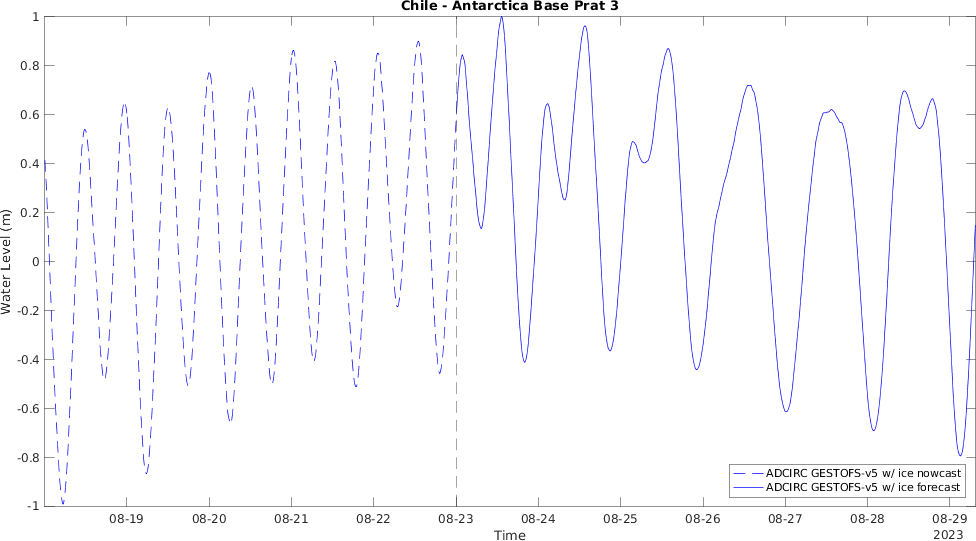 Chile - Antarctica Base Prat 3
Water Level (m)
1
0.8
0.6
0.4
0.2
0
-0.2
-0.4
-0.6
-0.8
-1
08-19 08-20 08-21 08-22 08-23 08-24 08-25 08-26 08-27 08-28 08-29
2023
Time
ADCIRC GESTOFS-v5 w/ ice nowcast
ADCIRC GESTOFS-v5 w/ ice forecast